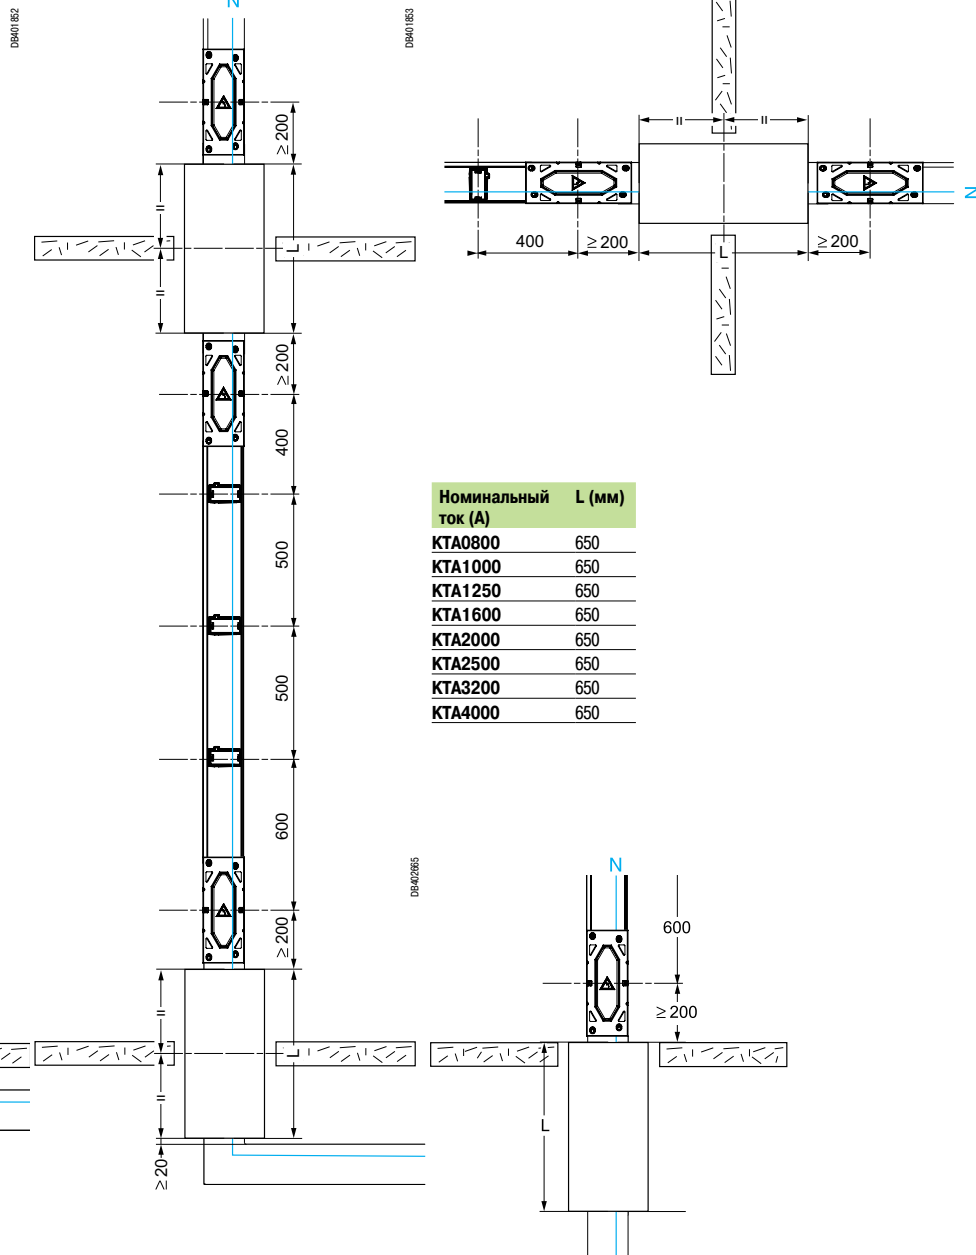 DB401852
N
≥ 200
=
L
=
≥ 200
400
500
500
600
≥ 200
=
L
=
≥ 20
DB401853
=
=
N
400
≥ 200
L
≥ 200
Номинальный L (мм)
ток (А)
KTA0800 650
KTA1000 650
KTA1250 650
KTA1600 650
KTA2000 650
KTA2500 650
KTA3200 650
KTA4000 650
DB402665
N
600
≥ 200
L